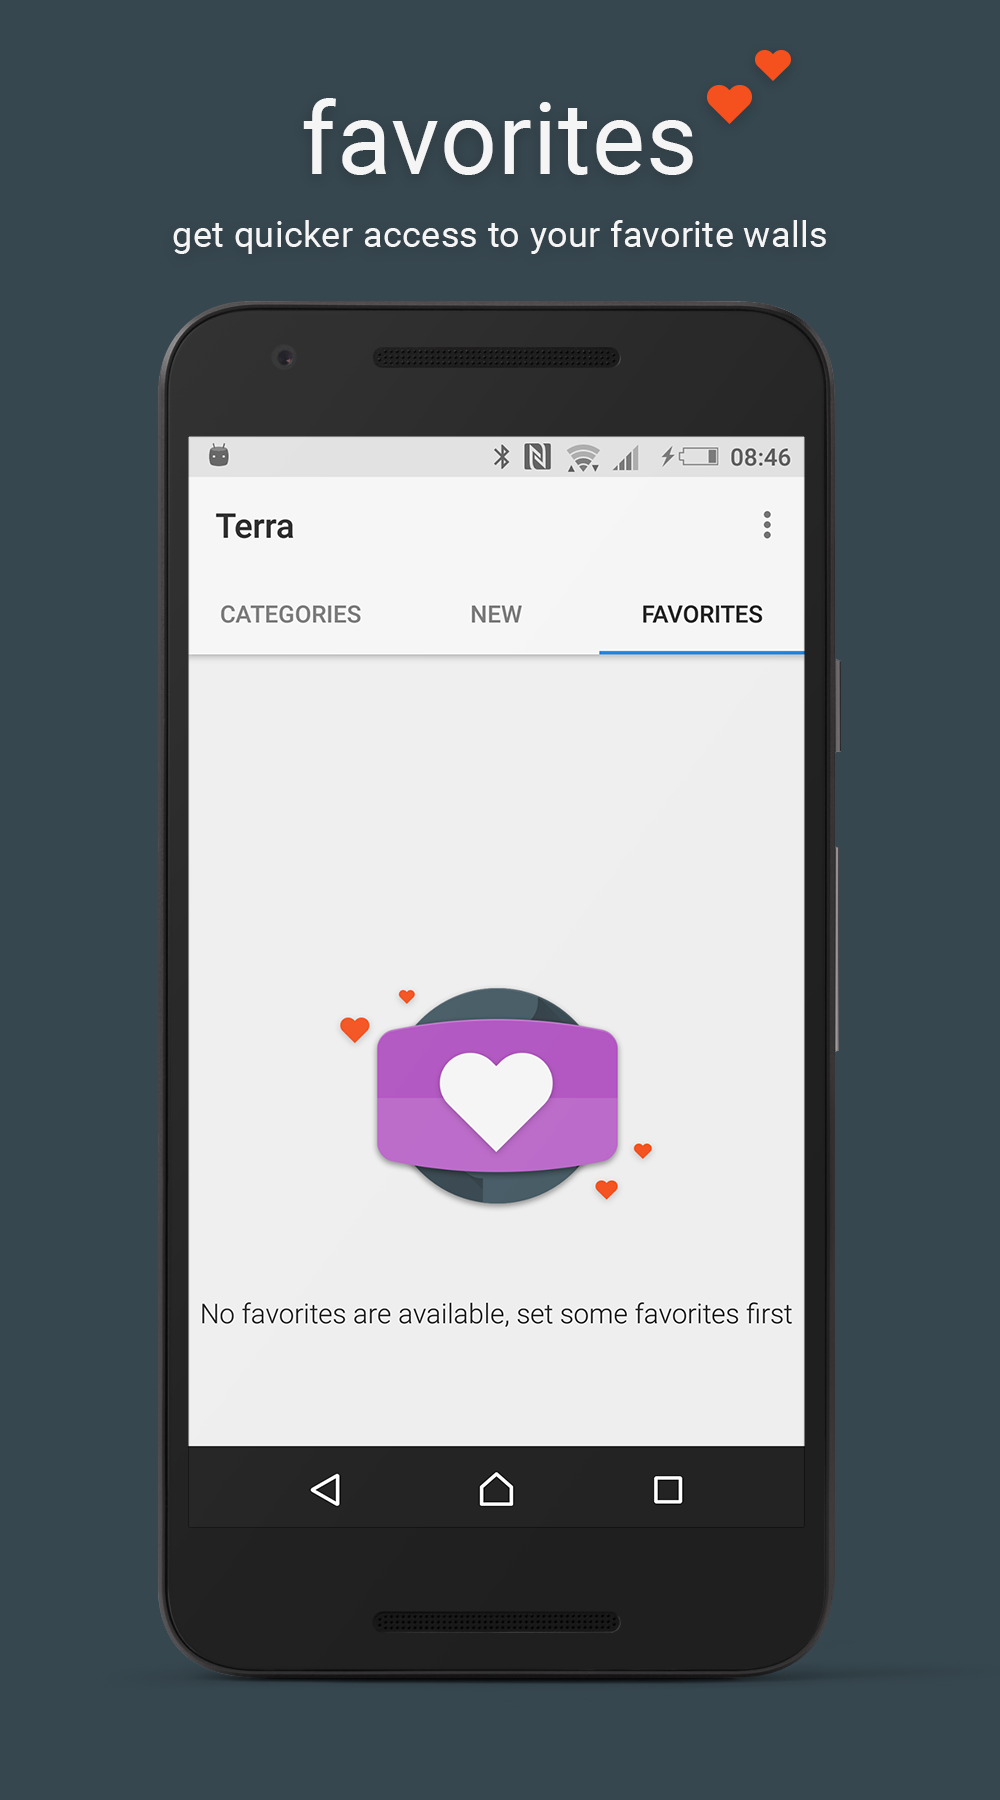 favorites
get quicker access to your favorite walls
08:46
Terra
CATEGORIES NEW FAVORITES
No favorites are available, set some favorites first